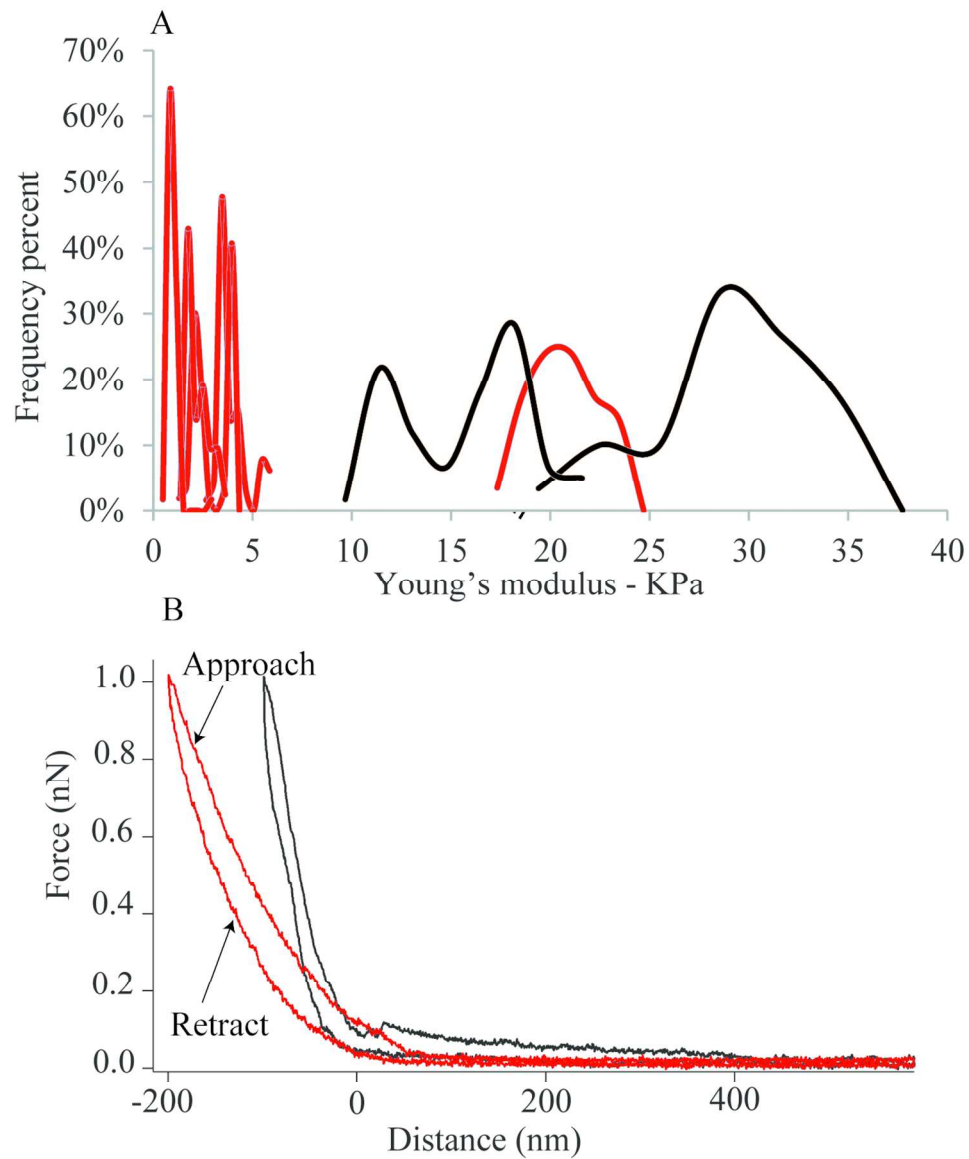 A
70%
60%
50%
40%
30%
20%
10%
0%
Frequency percent
0 5 10 15 20 25 30 35 40
Young's modulus - KPa
B
Approach
1.0
0.8
0.6
0.4
0.2
0.0
Force (nN)
Retract
-200 0 200 400
Distance (nm)